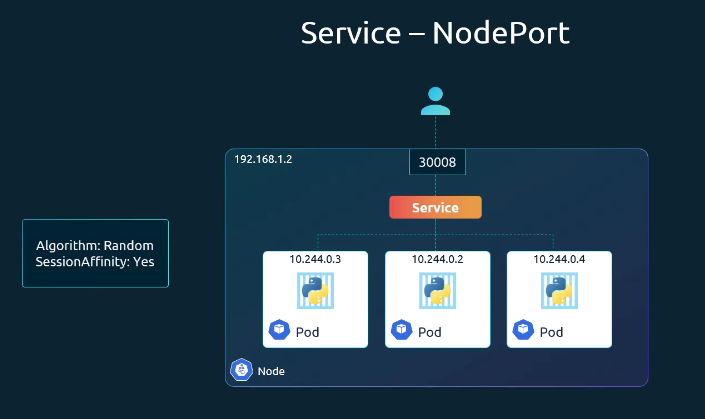 Service – NodePort
192.168.1.2
30008
Service
Algorithm: Random
SessionAffinity: Yes
10.244.0.3
10.244.0.2
10.244.0.4
Pod
Pod
Pod
Node